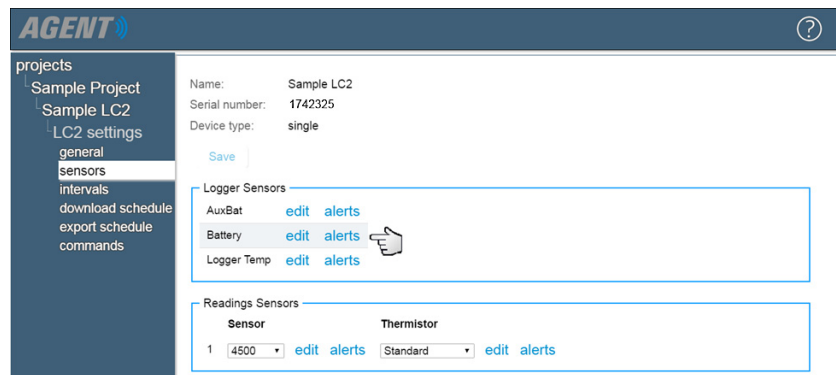 AGENT
?
projects
Sample Project
Sample LC2
LC2 settings
general
sensors
intervals
download schedule
export schedule
commands
Name: Sample LC2
Serial number: 1742325
Device type: single
Save
Logger Sensors
AuxBat edit alerts
Battery edit alerts
Logger Temp edit alerts
Readings Sensors
Sensor Thermistor
1 4500 edit alerts Standard edit alerts